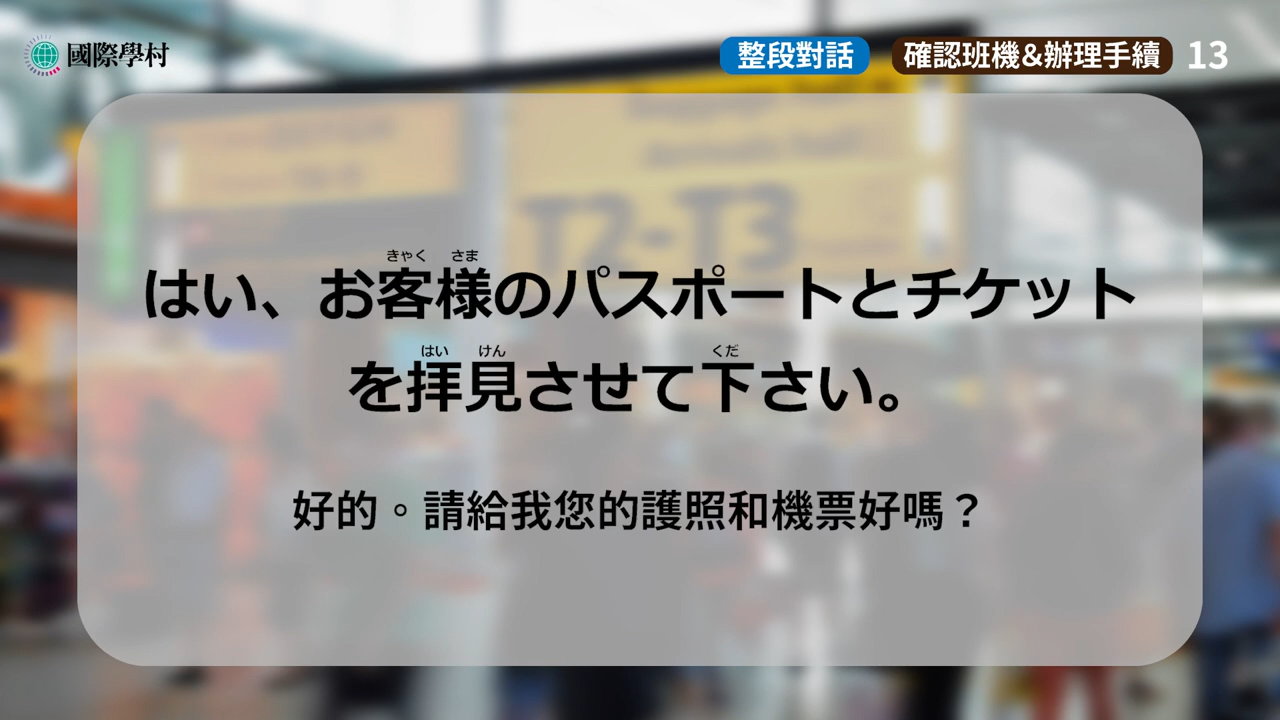 國際學村
整段對話
確認班機&辦理手續 13
きゃく さま
はい、お客様のパスポートとチケット
はい けん くだ
を拝見させて下さい。
好的。請給我您的護照和機票好嗎？
T2-T3